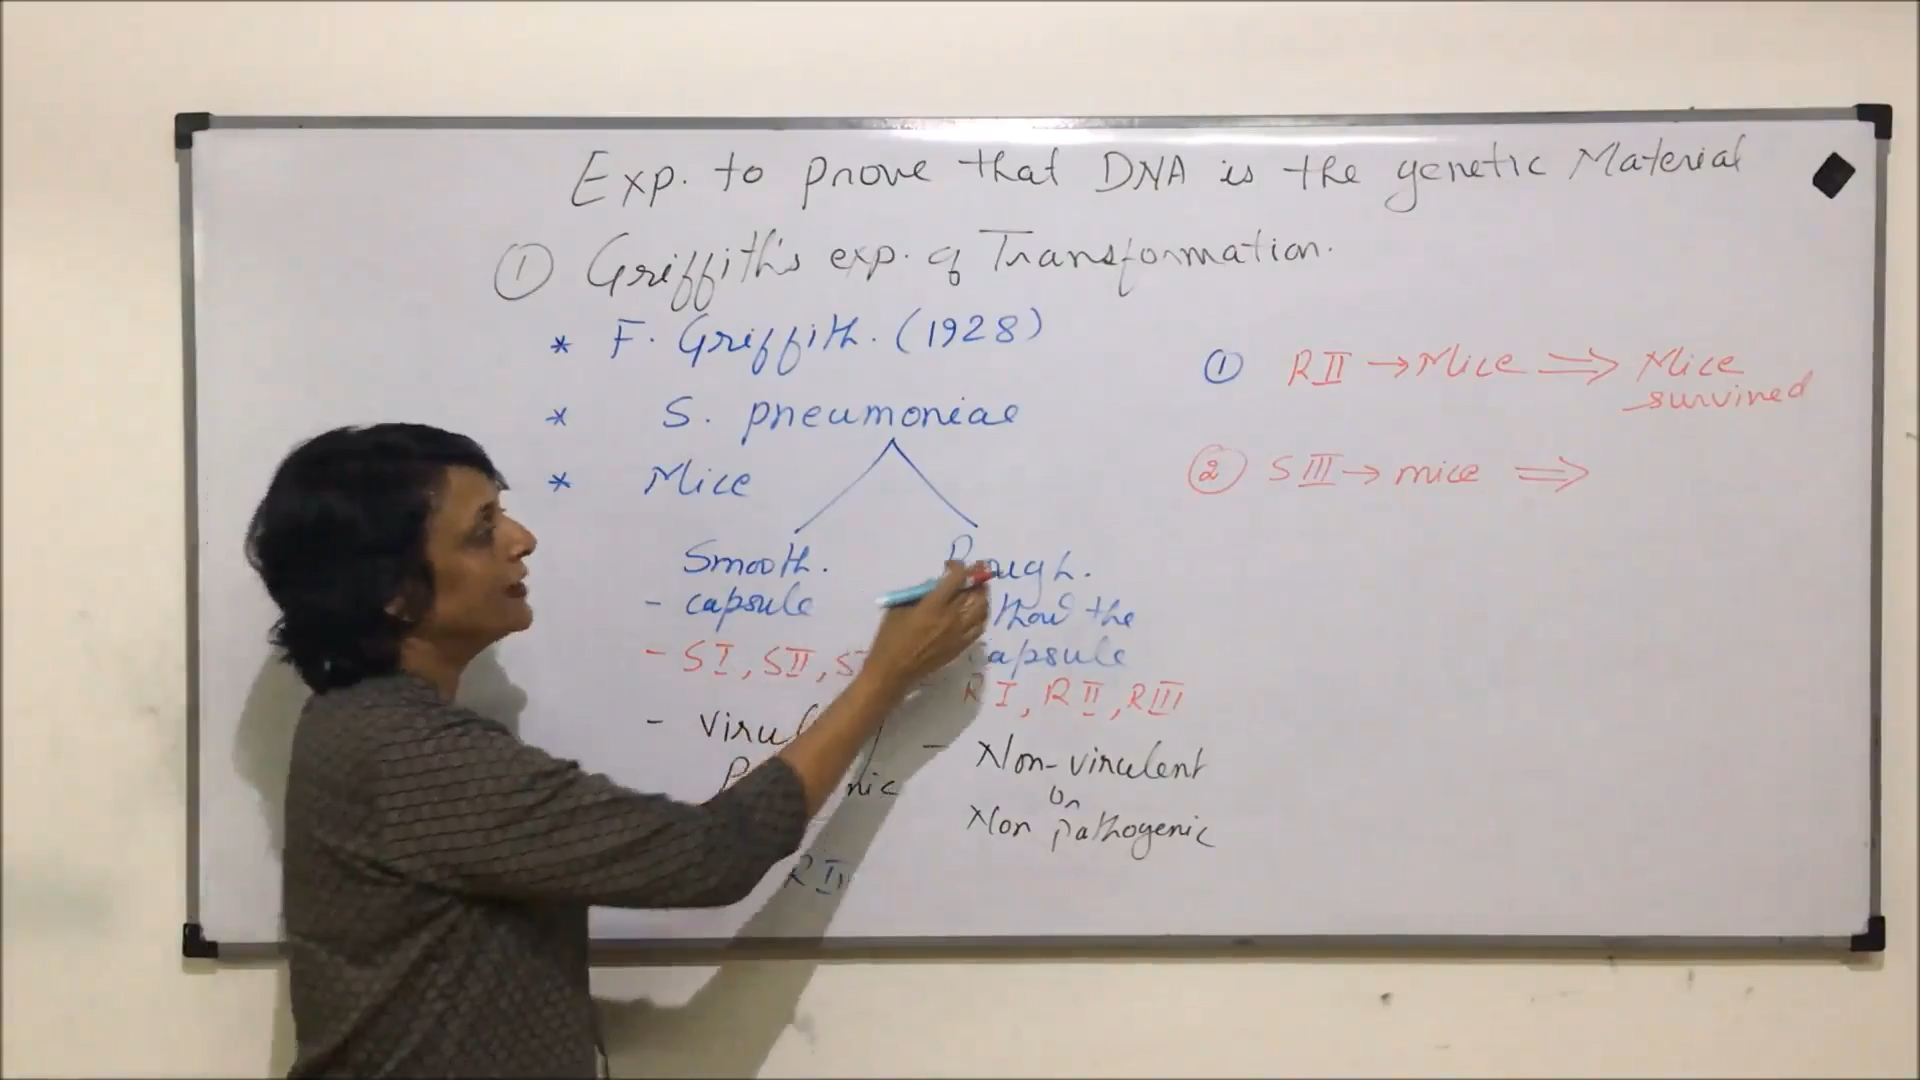 Exp. to prove that DNA is the genetic Material
① Griffith's exp. of Transformation.
* F. Griffith. (1928)
* S. pneumoniae
* Mice
Smooth.
- capsule
- SI, SII,
-
Rough.
the
capsule
- RI, RII, RIII
- Non-virulent
or
Non pathogenic
① RII → Mice ⇒ Mice
survived
② SIII → mice ⇒